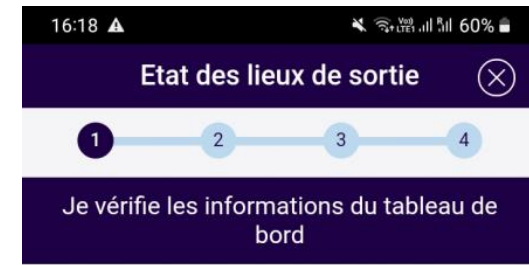 16:18 60%
Etat des lieux de sortie
1 2 3 4
Je vérifie les informations du tableau de
bord